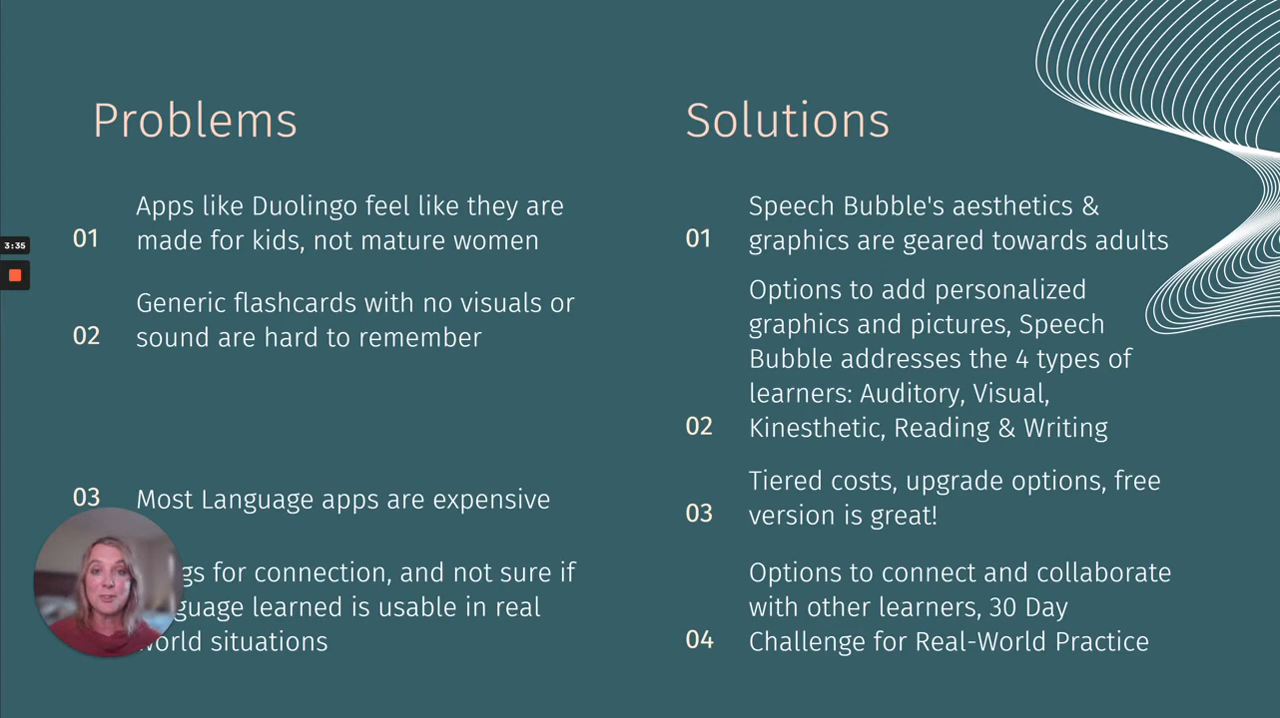 Problems
Apps like Duolingo feel like they are
01 made for kids, not mature women
Generic flashcards with no visuals or
02 sound are hard to remember
03 Most Language apps are expensive
for connection, and not sure if
learned is usable in real
situations
Solutions
Speech Bubble's aesthetics &
01 graphics are geared towards adults
Options to add personalized
graphics and pictures, Speech
Bubble addresses the 4 types of
learners: Auditory, Visual,
02 Kinesthetic, Reading & Writing
Tiered costs, upgrade options, free
03 version is great!
Options to connect and collaborate
with other learners, 30 Day
04 Challenge for Real-World Practice
3:35